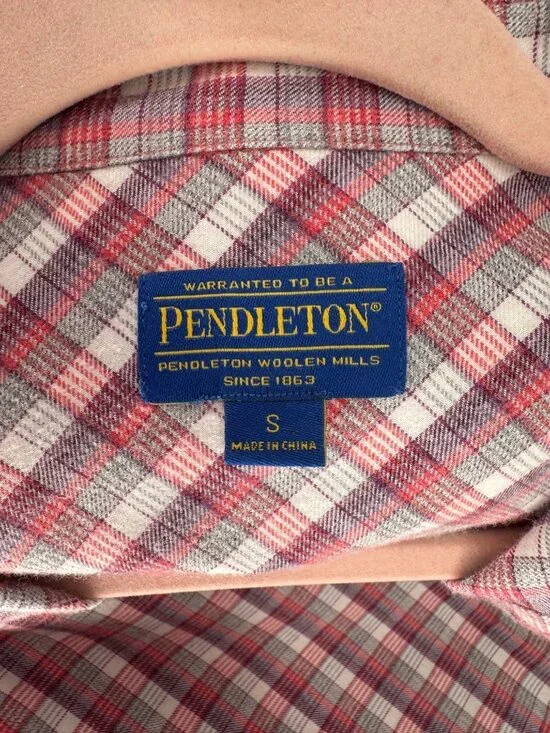 WARRANTED TO BE A
PENDLETON®
PENDLETON WOOLEN MILLS
SINCE 1863
S
MADE IN CHINA